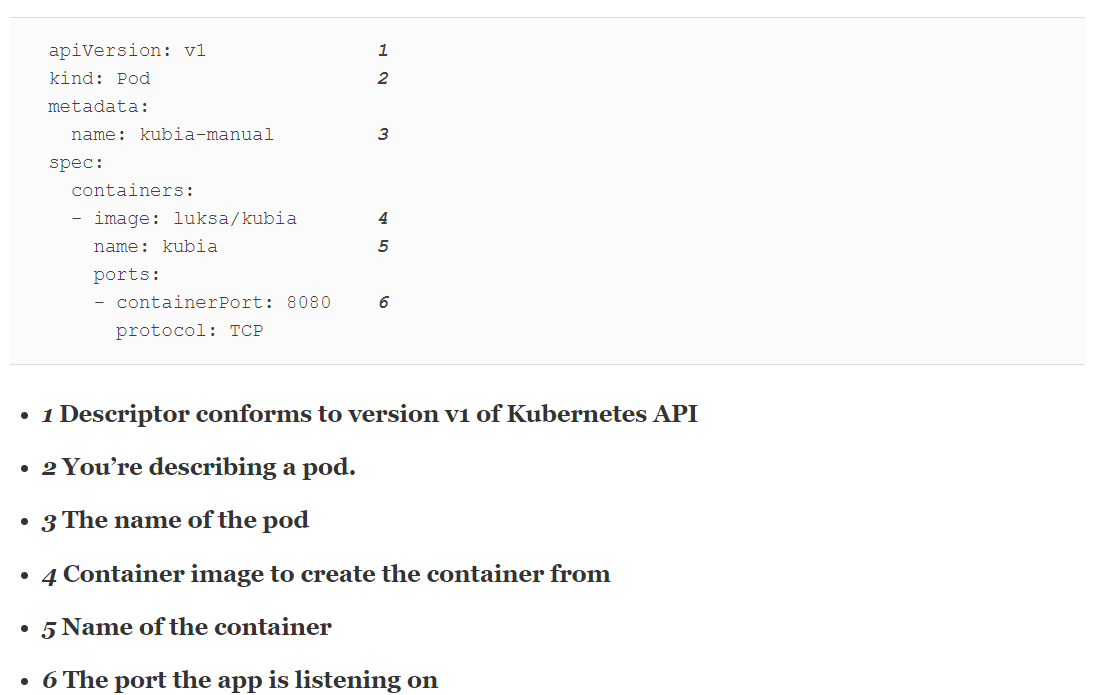 apiVersion: v1 1
kind: Pod 2
metadata:
  name: kubia-manual 3
spec:
  containers:
  - image: luksa/kubia 4
    name: kubia 5
    ports:
    - containerPort: 8080 6
      protocol: TCP
• 1 Descriptor conforms to version v1 of Kubernetes API
• 2 You’re describing a pod.
• 3 The name of the pod
• 4 Container image to create the container from
• 5 Name of the container
• 6 The port the app is listening on